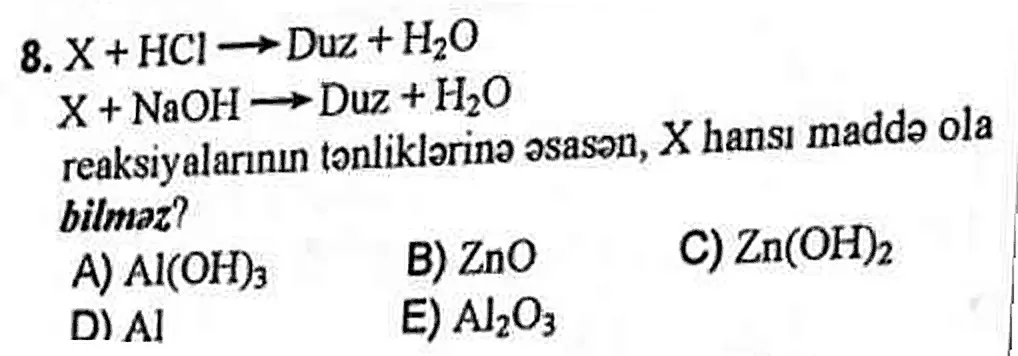 8. X + HCl → Duz + H₂O
X + NaOH → Duz + H₂O
reaksiyalarının tənliklərinə əsasən, X hansı maddə ola
bilməz?
A) Al(OH)₃ B) ZnO C) Zn(OH)₂
D) Al E) Al₂O₃